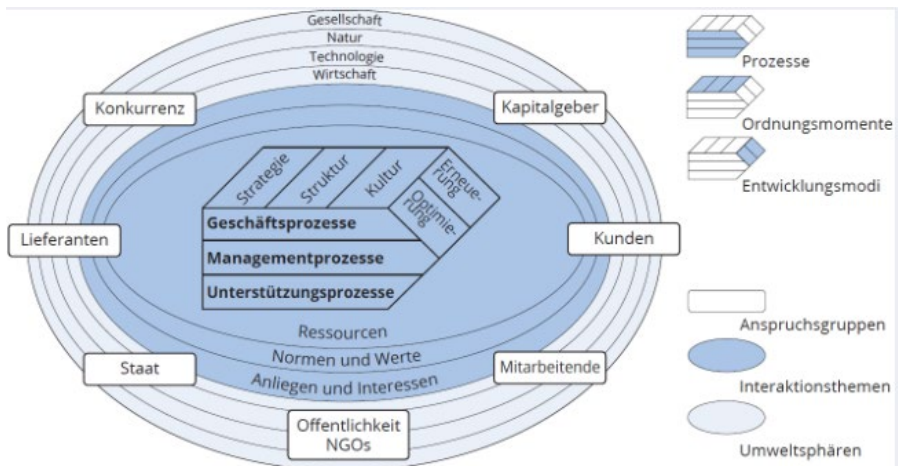 Gesellschaft
Natur
Technologie
Wirtschaft
Konkurrenz
Kapitalgeber
Lieferanten
Kunden
Staat
Mitarbeitende
Offentlichkeit
NGOs
Strategie
Struktur
Kultur
Erneue-
rung
Optimie-
rung
Geschäftsprozesse
Managementprozesse
Unterstützungsprozesse
Ressourcen
Normen und Werte
Anliegen und Interessen
Prozesse
Ordnungsmomente
Entwicklungsmodi
Anspruchsgruppen
Interaktionsthemen
Umweltsphären